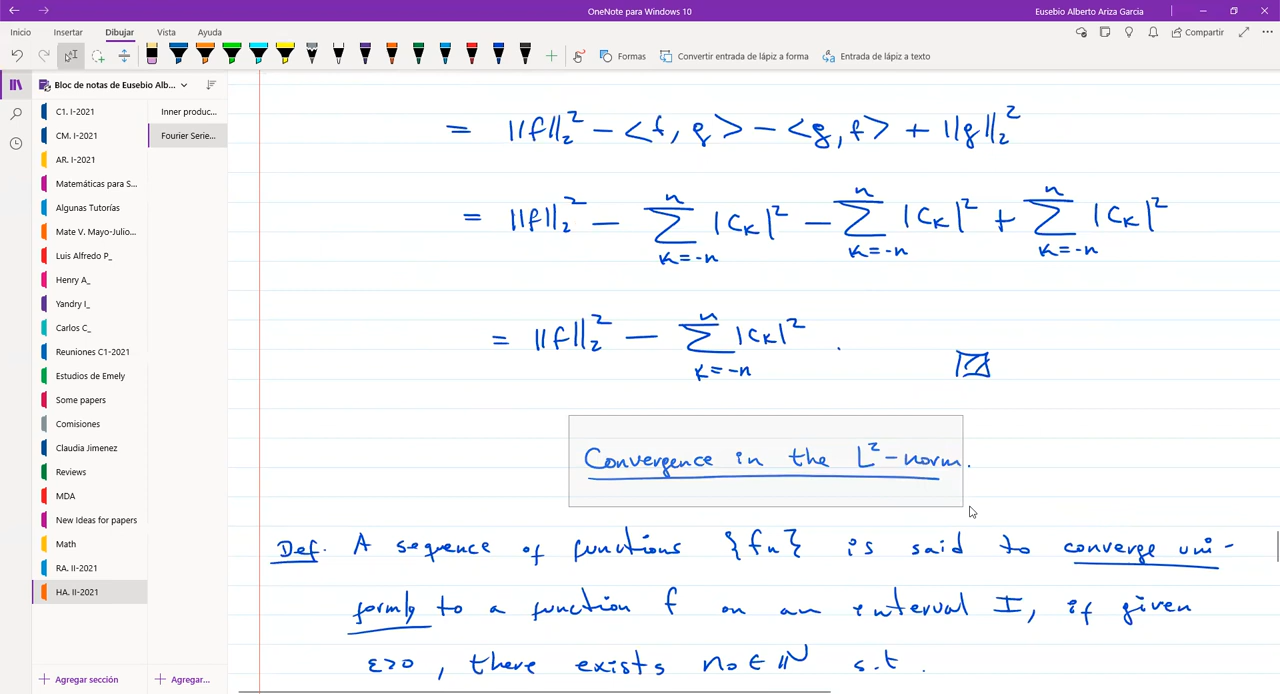 OneNote para Windows 10
Eusebio Alberto Ariza Garcia
Inicio Insertar Dibujar Vista Ayuda
Compartir
Formas
Convertir entrada de lápiz a forma
Entrada de lápiz a texto
Bloc de notas de Eusebio Alb...
C1. I-2021
CM. I-2021
AR. I-2021
Matemáticas para S...
Algunas Tutorías
Mate V. Mayo-Julio...
Luis Alfredo P_
Henry A_
Yandry I_
Carlos C_
Reuniones C1-2021
Estudios de Emely
Some papers
Comisiones
Claudia Jimenez
Reviews
MDA
New Ideas for papers
Math
RA. II-2021
HA. II-2021
Agregar sección
Inner produc...
Fourier Serie...
Agregar...
= ||f||₂² − <f, g> − <g, f> + ||g||₂²
= ||f||₂² − ∑_{k=-n}^{n} |c_k|² − ∑_{k=-n}^{n} |c_k|² + ∑_{k=-n}^{n} |c_k|²
= ||f||₂² − ∑_{k=-n}^{n} |c_k|² .
Convergence in the L²-norm.
Def. A sequence of functions {fn} is said to converge uni-
formly to a function f on an interval I, if given
ε>0, there exists n₀ ∈ ℕ s.t.